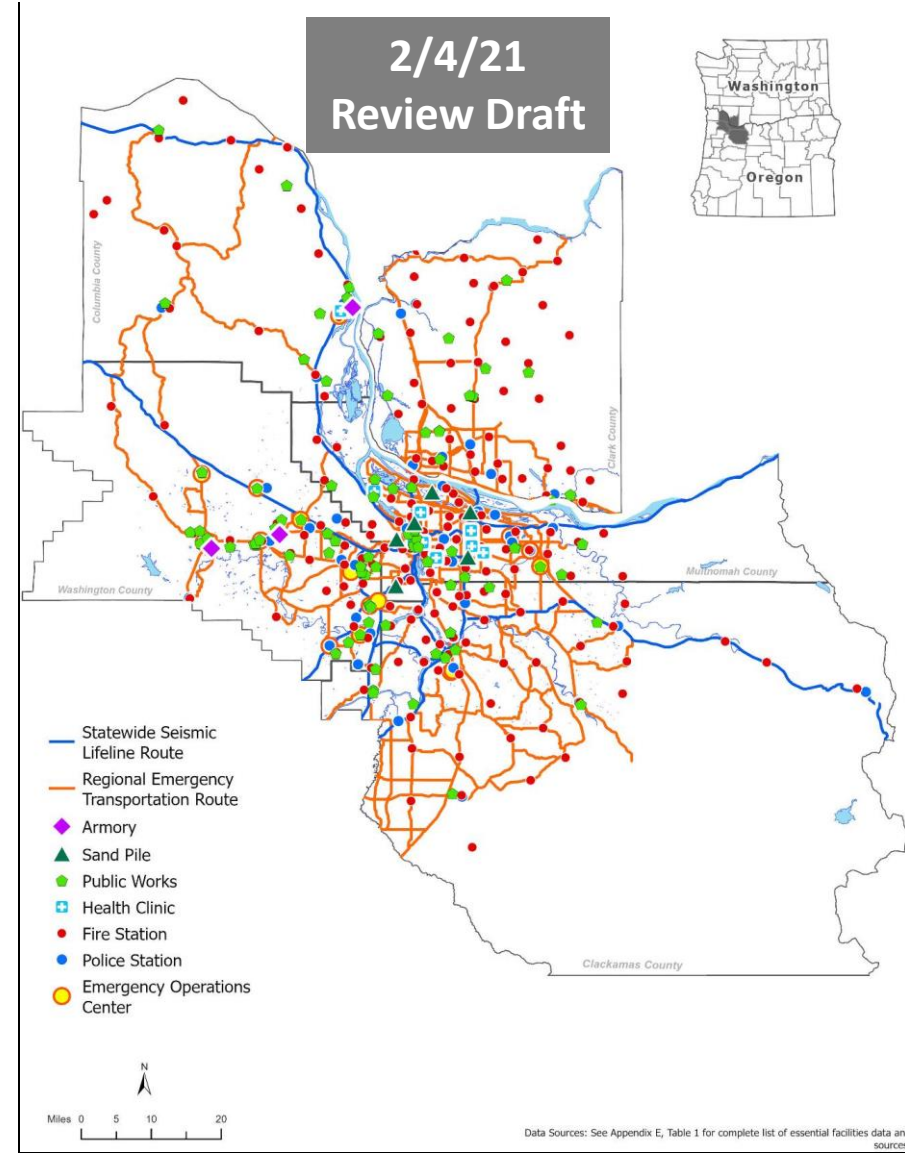 2/4/21
Review Draft
Washington
Oregon
Columbia County
Clark County
Multnomah County
Washington County
Statewide Seismic
Lifeline Route
Regional Emergency
Transportation Route
Armory
Sand Pile
Public Works
Health Clinic
Fire Station
Police Station
Emergency Operations
Center
Clackamas County
N
Miles 0 5 10 20
Data Sources: See Appendix E, Table 1 for complete list of essential facilities data an
sources